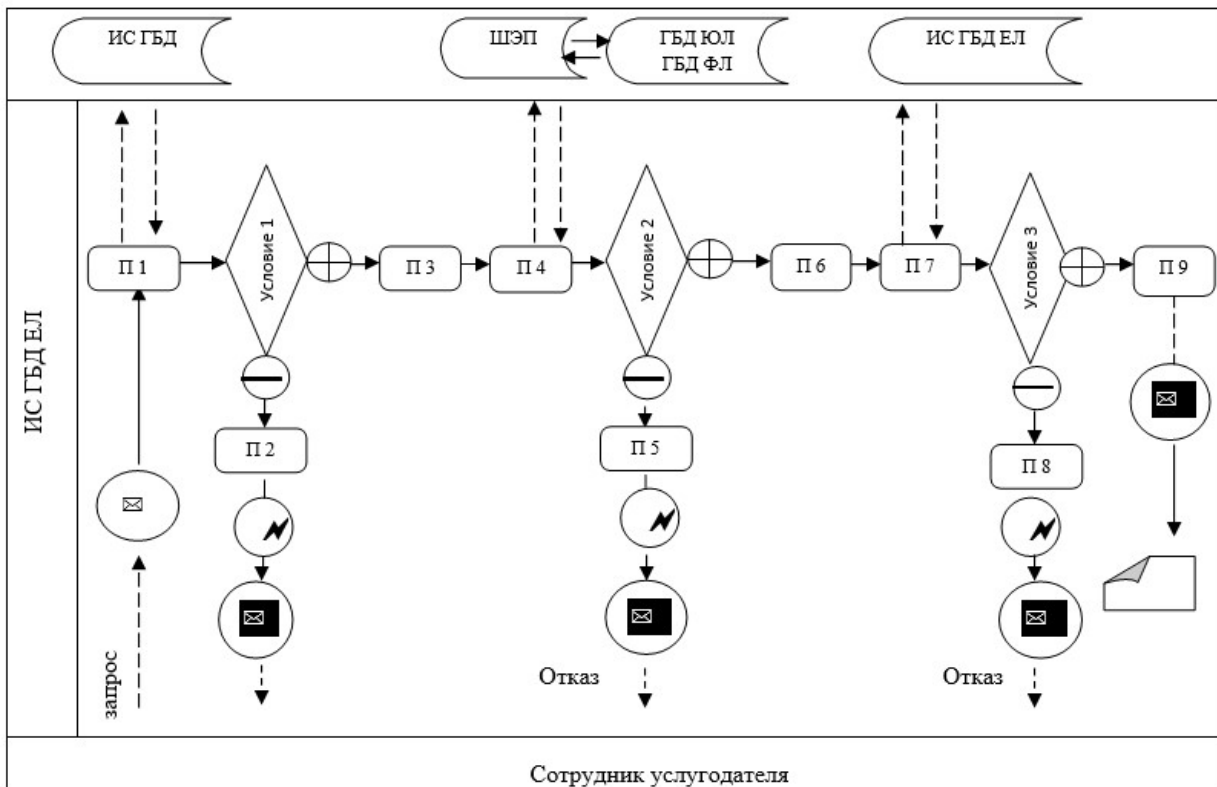 ИС ГБД
ШЭП
ГБД ЮЛ
ГБД ФЛ
ИС ГБД ЕЛ
ИС ГБД ЕЛ
Условие 1
Условие 2
Условие 3
П 1
П 3
П 4
П 6
П 7
П 9
П 2
П 5
П 8
запрос
Отказ
Отказ
Сотрудник услугодателя